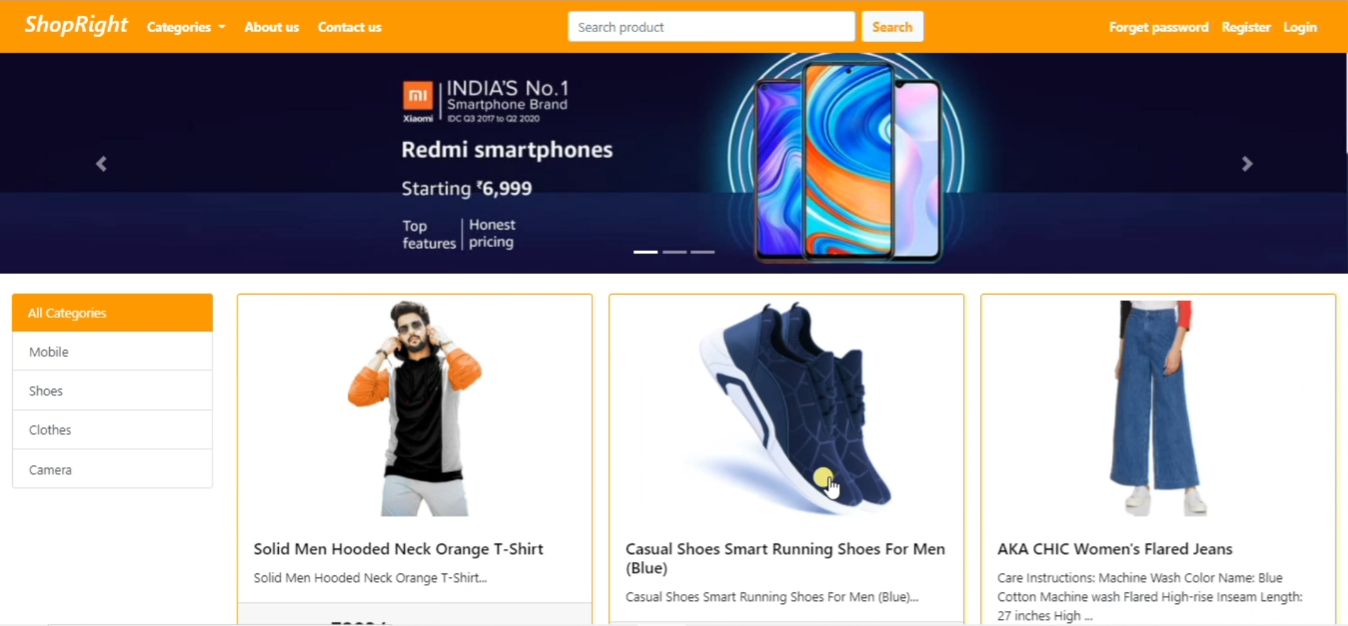 ShopRight Categories About us Contact us Search product Search Forget password Register Login
mi INDIA'S No.1
Smartphone Brand
Xiaomi IDC Q3 2017 to Q2 2020
Redmi smartphones
Starting ₹6,999
Top features
Honest pricing
All Categories
Mobile
Shoes
Clothes
Camera
Solid Men Hooded Neck Orange T-Shirt
Solid Men Hooded Neck Orange T-Shirt...
Casual Shoes Smart Running Shoes For Men
(Blue)
Casual Shoes Smart Running Shoes For Men (Blue)...
AKA CHIC Women's Flared Jeans
Care Instructions: Machine Wash Color Name: Blue
Cotton Machine wash Flared High-rise Inseam Length:
27 inches High ...